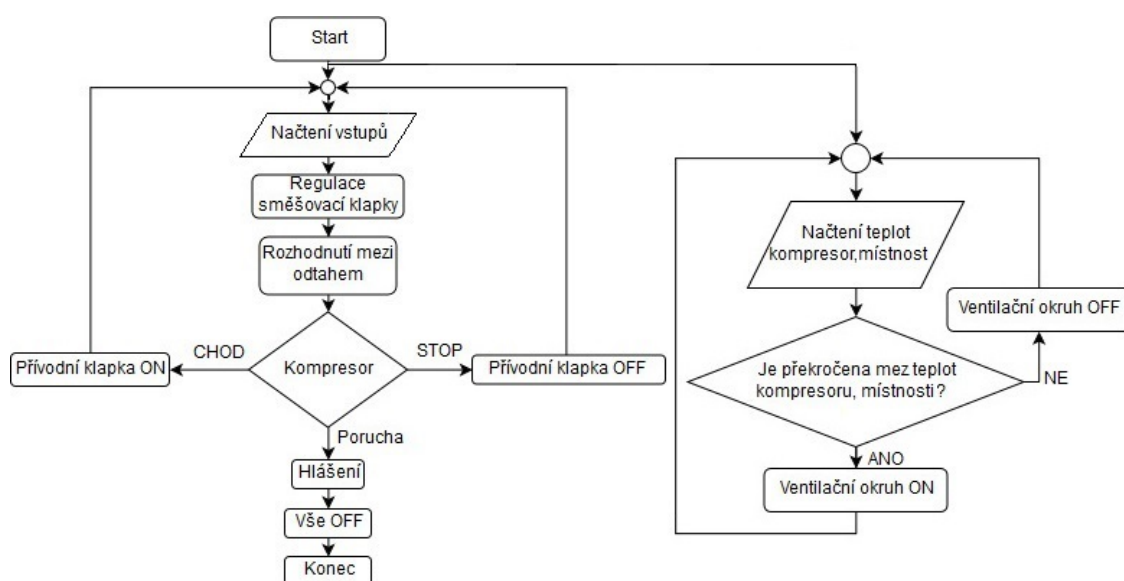 Start
Načtení vstupů
Regulace
směšovací klapky
Rozhodnutí mezi
odtahem
CHOD
Kompresor
STOP
Přívodní klapka ON
Přívodní klapka OFF
Porucha
Hlášení
Vše OFF
Konec
Načtení teplot
kompresor,místnost
Ventilační okruh OFF
Je překročena mez teplot
kompresoru, místnosti?
NE
ANO
Ventilační okruh ON